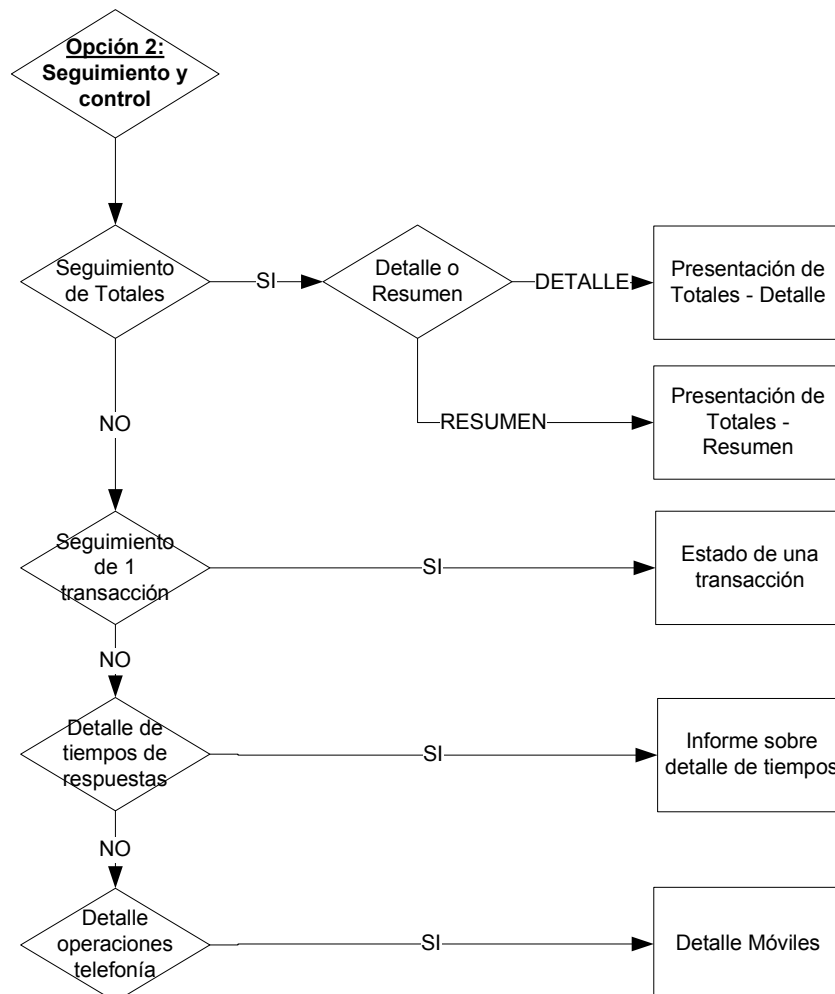 Opción 2:
Seguimiento y
control
Seguimiento
de Totales
SI
Detalle o
Resumen
DETALLE
Presentación de
Totales - Detalle
NO
RESUMEN
Presentación de
Totales -
Resumen
Seguimiento
de 1
transacción
SI
Estado de una
transacción
NO
Detalle de
tiempos de
respuestas
SI
Informe sobre
detalle de tiempos
NO
Detalle
operaciones
telefonía
SI
Detalle Móviles